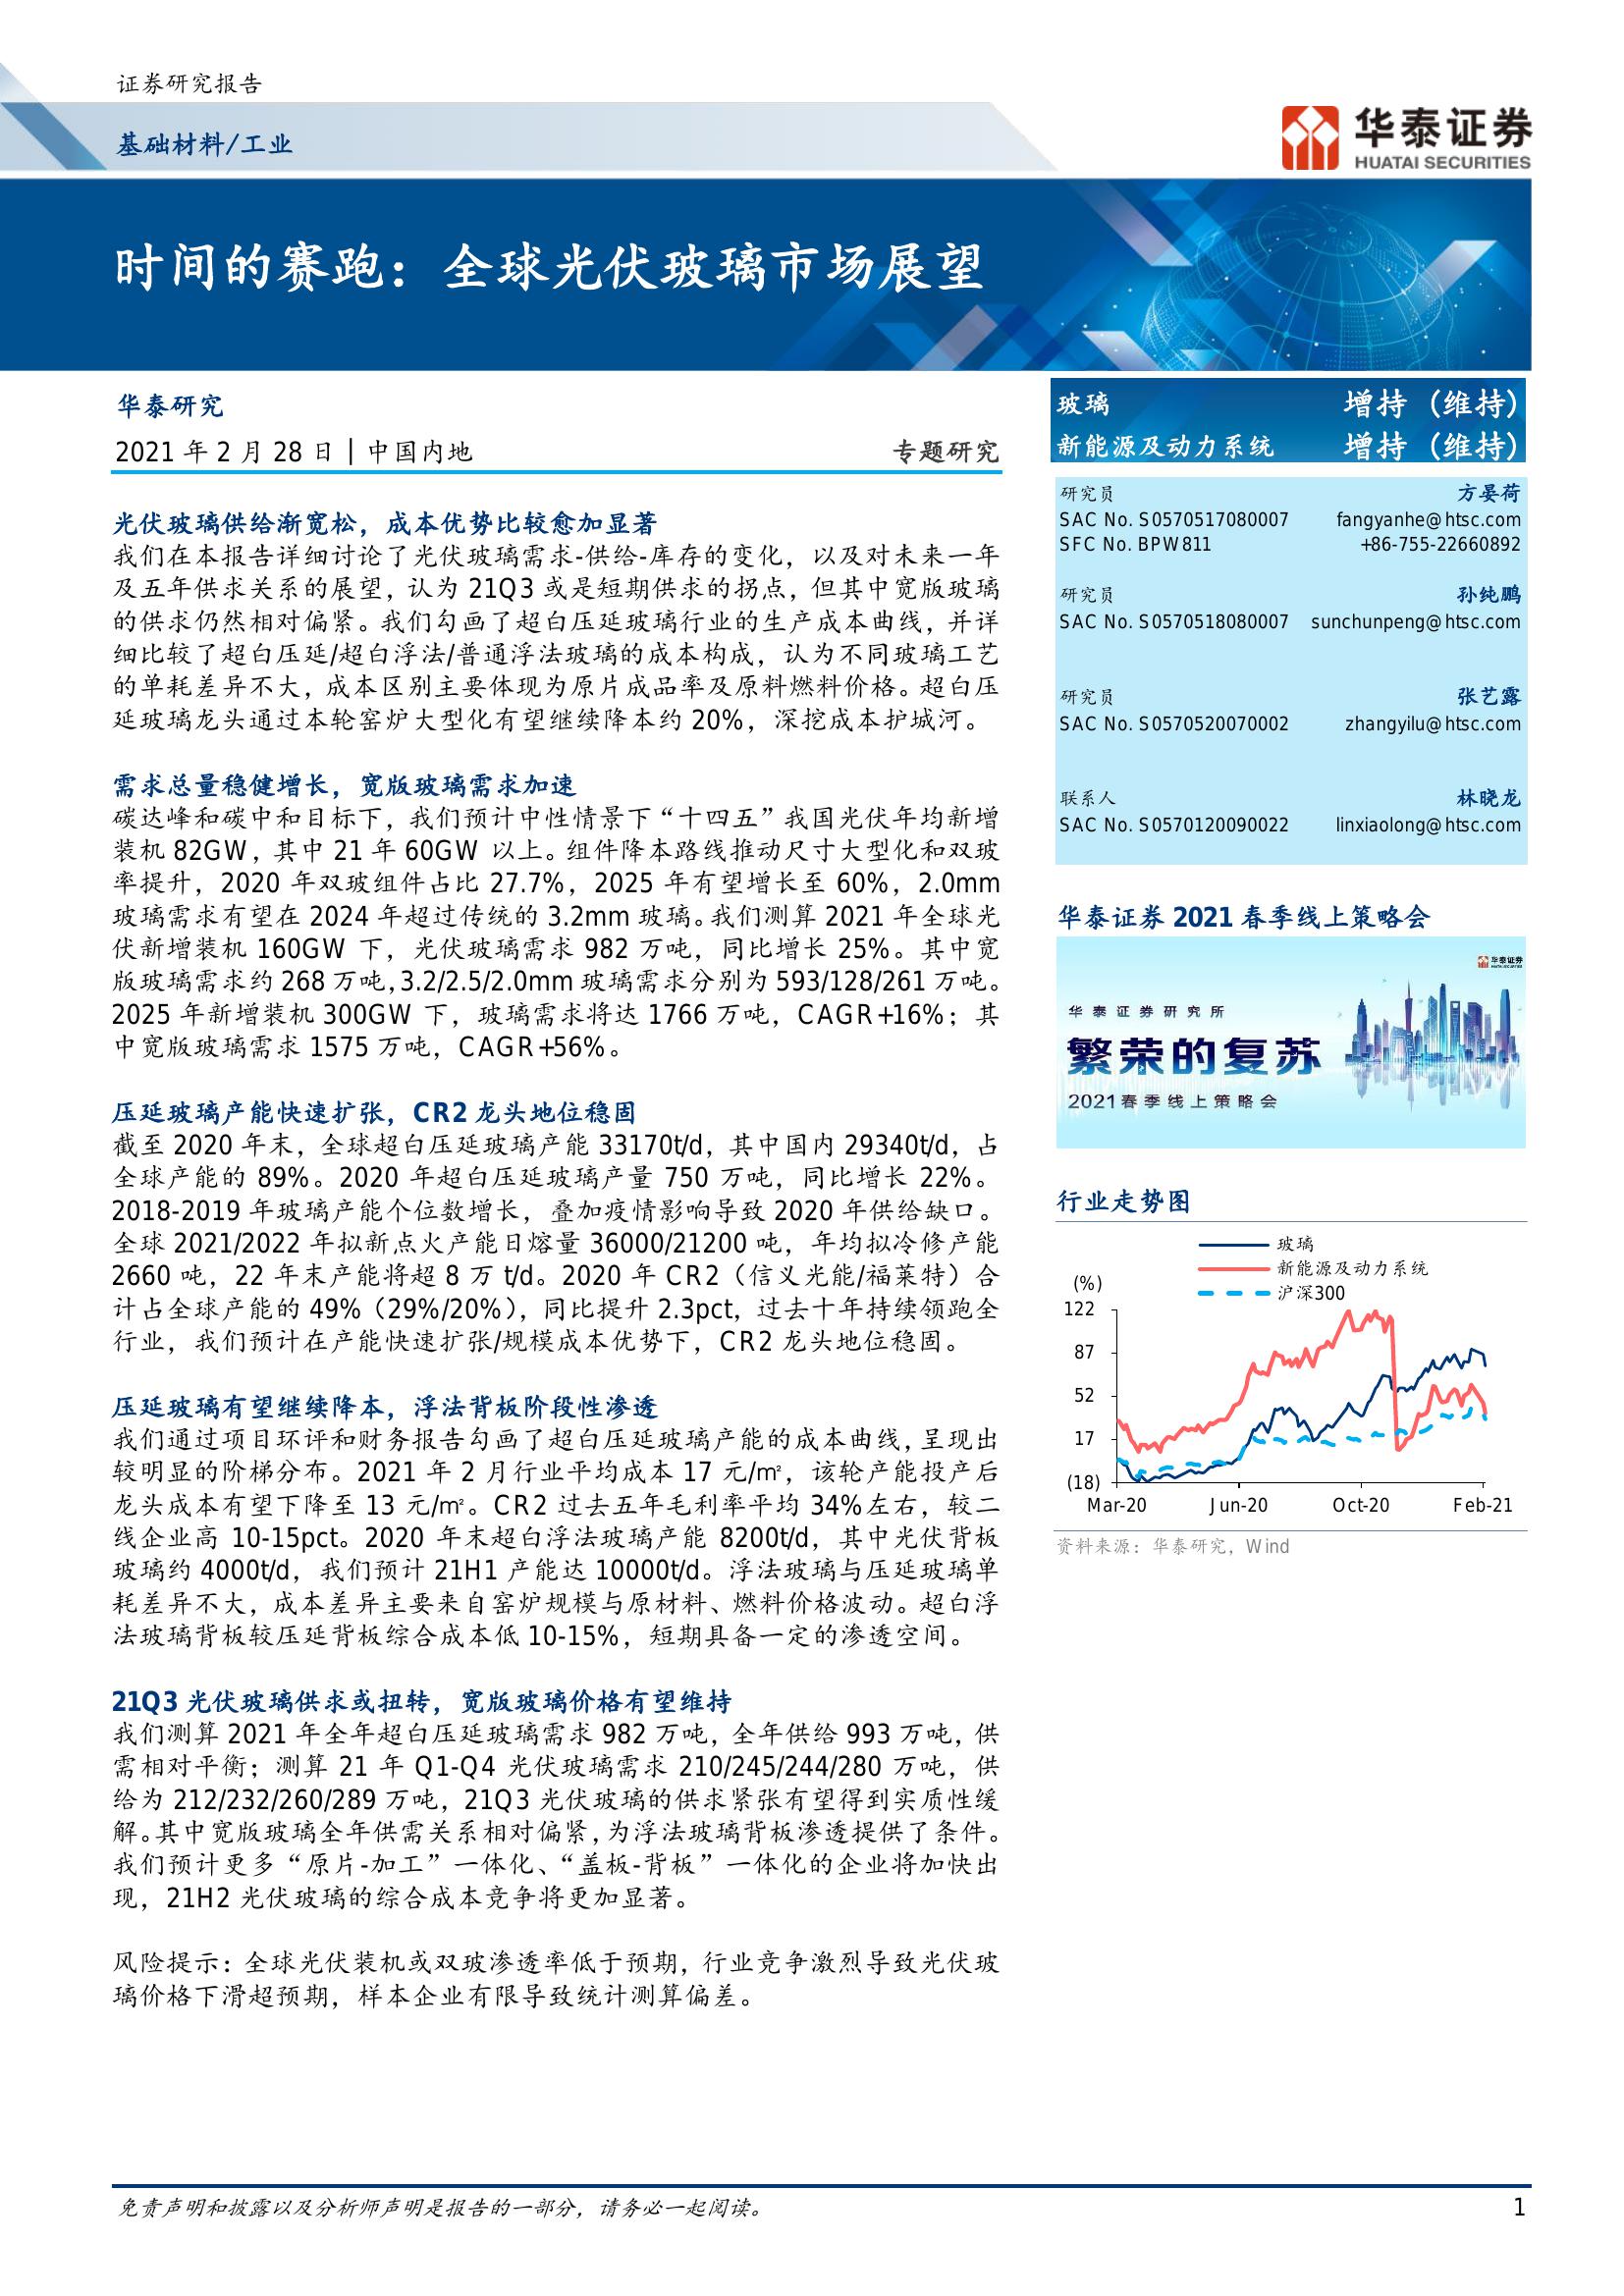 证券研究报告
基础材料/工业
华泰证券
HUATAI SECURITIES
时间的赛跑：全球光伏玻璃市场展望
华泰研究
2021 年 2 月 28 日│中国内地
专题研究
光伏玻璃供给渐宽松，成本优势比较愈加显著
我们在本报告详细讨论了光伏玻璃需求-供给-库存的变化，以及对未来一年
及五年供求关系的展望，认为 21Q3 或是短期供求的拐点，但其中宽版玻璃
的供求仍然相对偏紧。我们勾画了超白压延玻璃行业的生产成本曲线，并详
细比较了超白压延/超白浮法/普通浮法玻璃的成本构成，认为不同玻璃工艺
的单耗差异不大，成本区别主要体现为原片成品率及原料燃料价格。超白压
延玻璃龙头通过本轮窑炉大型化有望继续降本约 20%，深挖成本护城河。
需求总量稳健增长，宽版玻璃需求加速
碳达峰和碳中和目标下，我们预计中性情景下“十四五”我国光伏年均新增
装机 82GW，其中 21 年 60GW 以上。组件降本路线推动尺寸大型化和双玻
率提升，2020 年双玻组件占比 27.7%，2025 年有望增长至 60%，2.0mm
玻璃需求有望在 2024 年超过传统的 3.2mm 玻璃。我们测算 2021 年全球光
伏新增装机 160GW 下，光伏玻璃需求 982 万吨，同比增长 25%。其中宽
版玻璃需求约 268 万吨，3.2/2.5/2.0mm 玻璃需求分别为 593/128/261 万吨。
2025 年新增装机 300GW 下，玻璃需求将达 1766 万吨，CAGR+16%；其
中宽版玻璃需求 1575 万吨，CAGR+56%。
压延玻璃产能快速扩张，CR2 龙头地位稳固
截至 2020 年末，全球超白压延玻璃产能 33170t/d，其中国内 29340t/d，占
全球产能的 89%。2020 年超白压延玻璃产量 750 万吨，同比增长 22%。
2018-2019 年玻璃产能个位数增长，叠加疫情影响导致 2020 年供给缺口。
全球 2021/2022 年拟新点火产能日熔量 36000/21200 吨，年均拟冷修产能
2660 吨，22 年末产能将超 8 万 t/d。2020 年 CR2（信义光能/福莱特）合
计占全球产能的 49%（29%/20%），同比提升 2.3pct，过去十年持续领跑全
行业，我们预计在产能快速扩张/规模成本优势下，CR2 龙头地位稳固。
压延玻璃有望继续降本，浮法背板阶段性渗透
我们通过项目环评和财务报告勾画了超白压延玻璃产能的成本曲线，呈现出
较明显的阶梯分布。2021 年 2 月行业平均成本 17 元/㎡，该轮产能投产后
龙头成本有望下降至 13 元/㎡。CR2 过去五年毛利率平均 34%左右，较二
线企业高 10-15pct。2020 年末超白浮法玻璃产能 8200t/d，其中光伏背板
玻璃约 4000t/d，我们预计 21H1 产能达 10000t/d。浮法玻璃与压延玻璃单
耗差异不大，成本差异主要来自窑炉规模与原材料、燃料价格波动。超白浮
法玻璃背板较压延背板综合成本低 10-15%，短期具备一定的渗透空间。
21Q3 光伏玻璃供求或扭转，宽版玻璃价格有望维持
我们测算 2021 年全年超白压延玻璃需求 982 万吨，全年供给 993 万吨，供
需相对平衡；测算 21 年 Q1-Q4 光伏玻璃需求 210/245/244/280 万吨，供
给为 212/232/260/289 万吨，21Q3 光伏玻璃的供求紧张有望得到实质性缓
解。其中宽版玻璃全年供需关系相对偏紧，为浮法玻璃背板渗透提供了条件。
我们预计更多“原片-加工”一体化、“盖板-背板”一体化的企业将加快出
现，21H2 光伏玻璃的综合成本竞争将更加显著。
风险提示：全球光伏装机或双玻渗透率低于预期，行业竞争激烈导致光伏玻
璃价格下滑超预期，样本企业有限导致统计测算偏差。
玻璃 增持 (维持)
新能源及动力系统 增持 (维持)
研究员 方晏荷
SAC No. S0570517080007 fangyanhe@htsc.com
SFC No. BPW811 +86-755-22660892
研究员 孙纯鹏
SAC No. S0570518080007 sunchunpeng@htsc.com
研究员 张艺露
SAC No. S0570520070002 zhangyilu@htsc.com
联系人 林晓龙
SAC No. S0570120090022 linxiaolong@htsc.com
华泰证券 2021 春季线上策略会
华泰证券
HUATAI SECURITIES
华泰证券研究所
繁荣的复苏
2021春季线上策略会
行业走势图
玻璃
新能源及动力系统
沪深300
(%)
122
87
52
17
(18)
Mar-20 Jun-20 Oct-20 Feb-21
资料来源：华泰研究，Wind
免责声明和披露以及分析师声明是报告的一部分，请务必一起阅读。
1